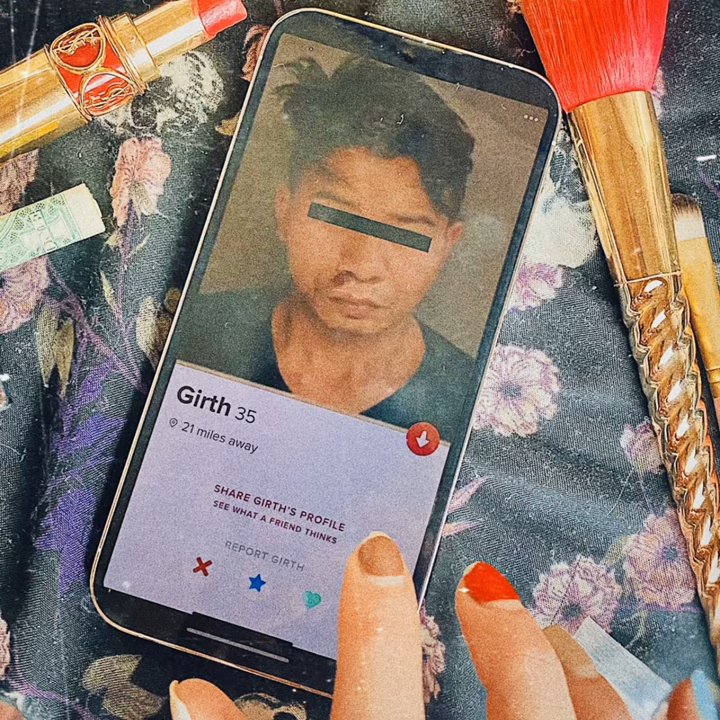 Girth 35
21 miles away
SHARE GIRTH'S PROFILE
SEE WHAT A FRIEND THINKS
REPORT GIRTH